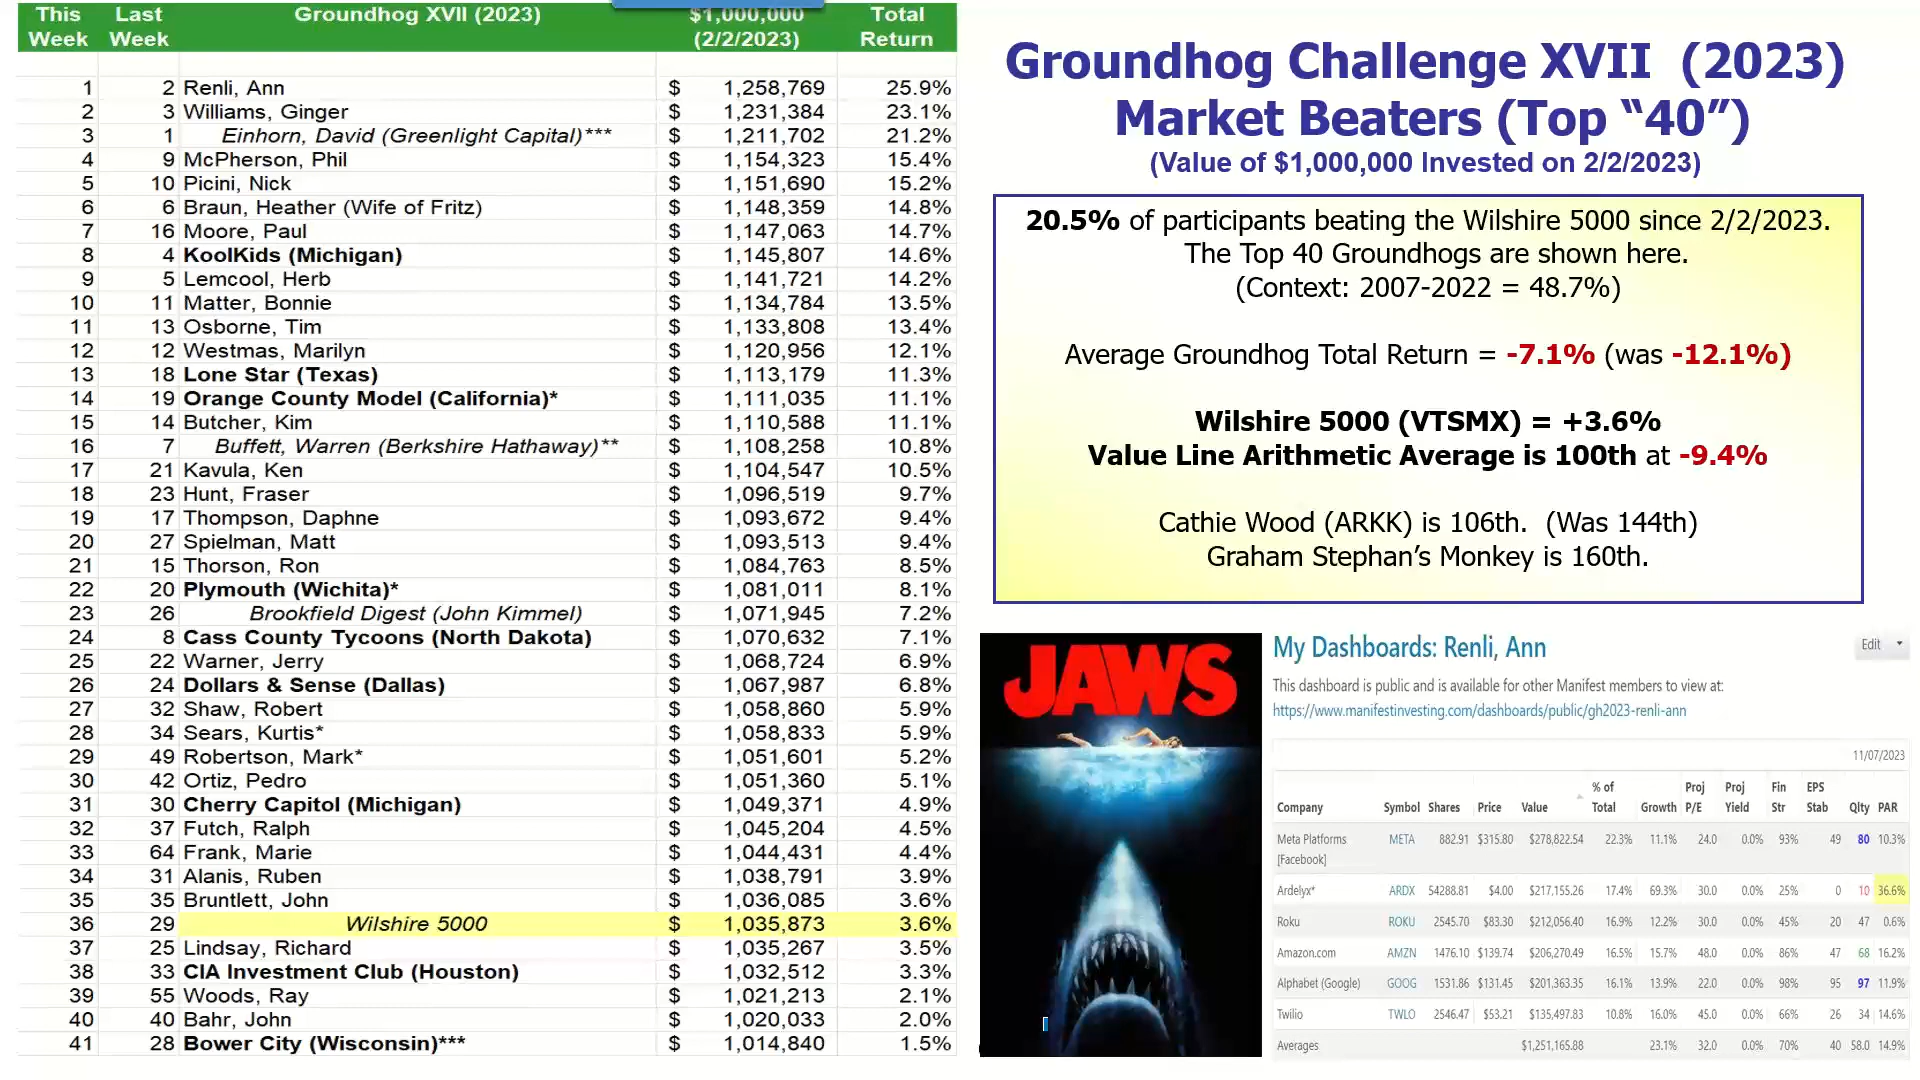 This Week Last Week Groundhog XVII (2023) $1,000,000 (2/2/2023) Total Return
1 2 Renli, Ann $ 1,258,769 25.9%
2 3 Williams, Ginger $ 1,231,384 23.1%
3 1 Einhorn, David (Greenlight Capital)*** $ 1,211,702 21.2%
4 9 McPherson, Phil $ 1,154,323 15.4%
5 10 Picini, Nick $ 1,151,690 15.2%
6 6 Braun, Heather (Wife of Fritz) $ 1,148,359 14.8%
7 16 Moore, Paul $ 1,147,063 14.7%
8 4 KoolKids (Michigan) $ 1,145,807 14.6%
9 5 Lemcool, Herb $ 1,141,721 14.2%
10 11 Matter, Bonnie $ 1,134,784 13.5%
11 13 Osborne, Tim $ 1,133,808 13.4%
12 12 Westmas, Marilyn $ 1,120,956 12.1%
13 18 Lone Star (Texas) $ 1,113,179 11.3%
14 19 Orange County Model (California)* $ 1,111,035 11.1%
15 14 Butcher, Kim $ 1,110,588 11.1%
16 7 Buffett, Warren (Berkshire Hathaway)** $ 1,108,258 10.8%
17 21 Kavula, Ken $ 1,104,547 10.5%
18 23 Hunt, Fraser $ 1,096,519 9.7%
19 17 Thompson, Daphne $ 1,093,672 9.4%
20 27 Spielman, Matt $ 1,093,513 9.4%
21 15 Thorson, Ron $ 1,084,763 8.5%
22 20 Plymouth (Wichita)* $ 1,081,011 8.1%
23 26 Brookfield Digest (John Kimmel) $ 1,071,945 7.2%
24 8 Cass County Tycoons (North Dakota) $ 1,070,632 7.1%
25 22 Warner, Jerry $ 1,068,724 6.9%
26 24 Dollars & Sense (Dallas) $ 1,067,987 6.8%
27 32 Shaw, Robert $ 1,058,860 5.9%
28 34 Sears, Kurtis* $ 1,058,833 5.9%
29 49 Robertson, Mark* $ 1,051,601 5.2%
30 42 Ortiz, Pedro $ 1,051,360 5.1%
31 30 Cherry Capitol (Michigan) $ 1,049,371 4.9%
32 37 Futch, Ralph $ 1,045,204 4.5%
33 64 Frank, Marie $ 1,044,431 4.4%
34 31 Alanis, Ruben $ 1,038,791 3.9%
35 35 Bruntlett, John $ 1,036,085 3.6%
36 29 Wilshire 5000 $ 1,035,873 3.6%
37 25 Lindsay, Richard $ 1,035,267 3.5%
38 33 CIA Investment Club (Houston) $ 1,032,512 3.3%
39 55 Woods, Ray $ 1,021,213 2.1%
40 40 Bahr, John $ 1,020,033 2.0%
41 28 Bower City (Wisconsin)*** $ 1,014,840 1.5%
Groundhog Challenge XVII (2023)
Market Beaters (Top “40”)
(Value of $1,000,000 Invested on 2/2/2023)
20.5% of participants beating the Wilshire 5000 since 2/2/2023.
The Top 40 Groundhogs are shown here.
(Context: 2007-2022 = 48.7%)
Average Groundhog Total Return = -7.1% (was -12.1%)
Wilshire 5000 (VTSMX) = +3.6%
Value Line Arithmetic Average is 100th at -9.4%
Cathie Wood (ARKK) is 106th. (Was 144th)
Graham Stephan’s Monkey is 160th.
JAWS
My Dashboards: Renli, Ann
Edit
This dashboard is public and is available for other Manifest members to view at:
https://www.manifestinvesting.com/dashboards/public/gh2023-renli-ann
11/07/2023
Company Symbol Shares Price Value % of Total Growth Proj P/E Proj Yield Fin Str EPS Stab Qlty PAR
Meta Platforms [Facebook] META 882.91 $315.80 $278,822.54 22.3% 11.1% 24.0 0.0% 93% 49 80 10.3%
Ardelyx* ARDX 54288.81 $4.00 $217,155.26 17.4% 69.3% 30.0 0.0% 25% 0 10 36.6%
Roku ROKU 2545.70 $83.30 $212,056.40 16.9% 12.2% 30.0 0.0% 45% 20 47 0.6%
Amazon.com AMZN 1476.10 $139.74 $206,270.49 16.5% 15.7% 48.0 0.0% 86% 47 68 16.2%
Alphabet (Google) GOOG 1531.86 $131.45 $201,363.35 16.1% 13.9% 22.0 0.0% 98% 95 97 11.9%
Twilio TWLO 2546.47 $53.21 $135,497.83 10.8% 16.0% 45.0 0.0% 66% 26 34 14.6%
Averages $1,251,165.88 23.1% 32.0 0.0% 70% 40 58.0 14.9%